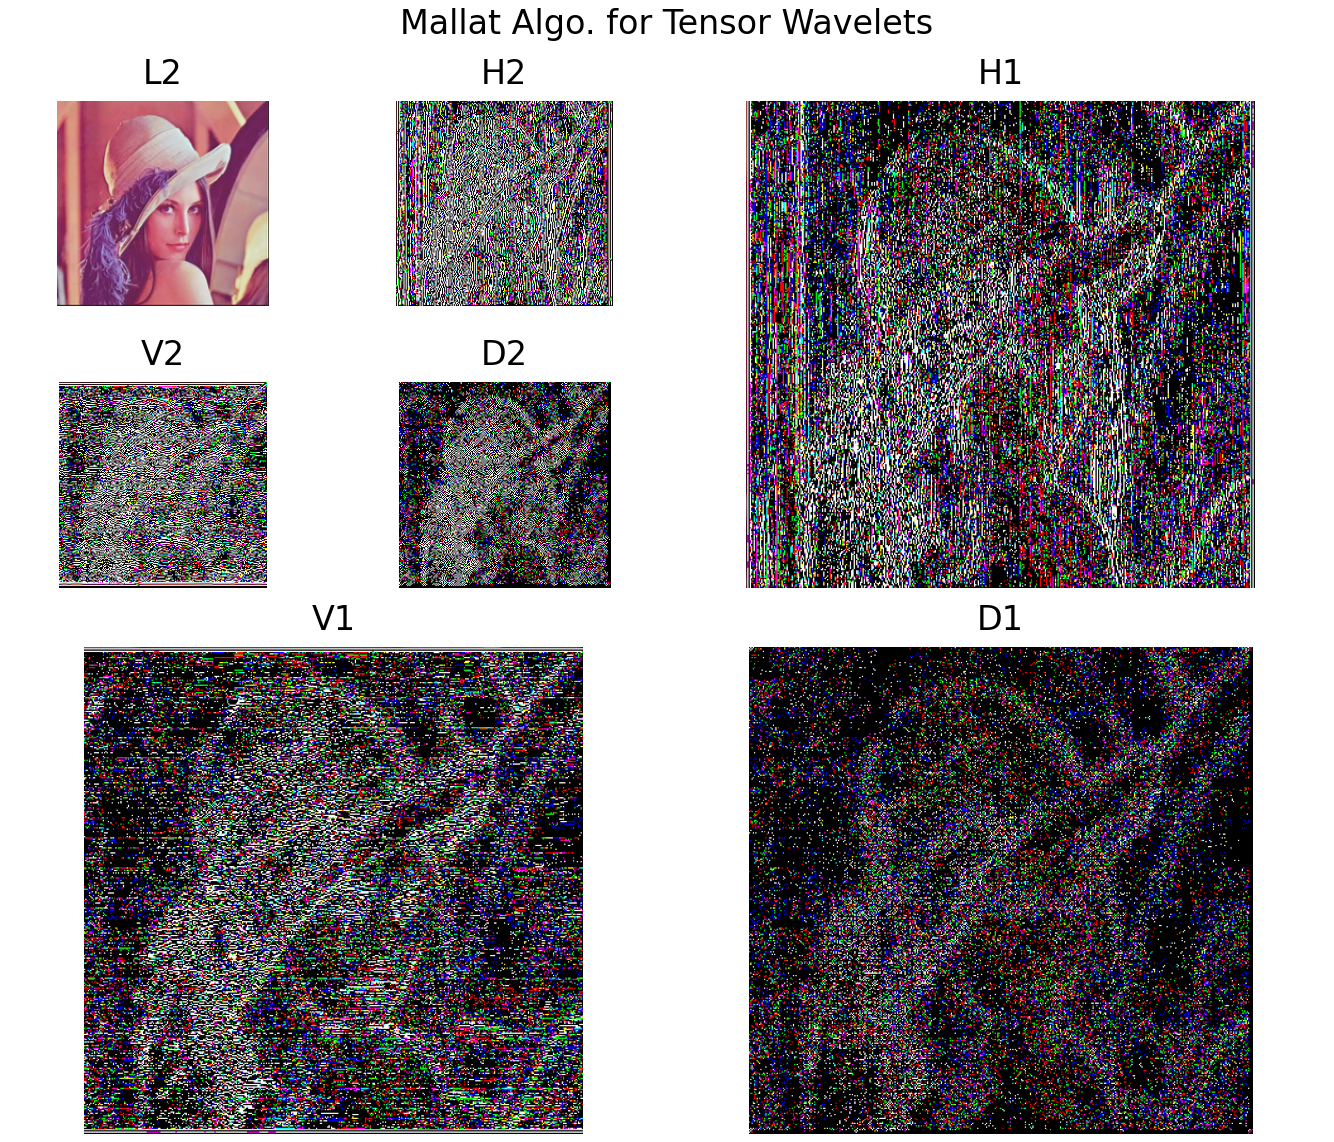 Mallat Algo. for Tensor Wavelets
L2
H2
H1
V2
D2
V1
D1